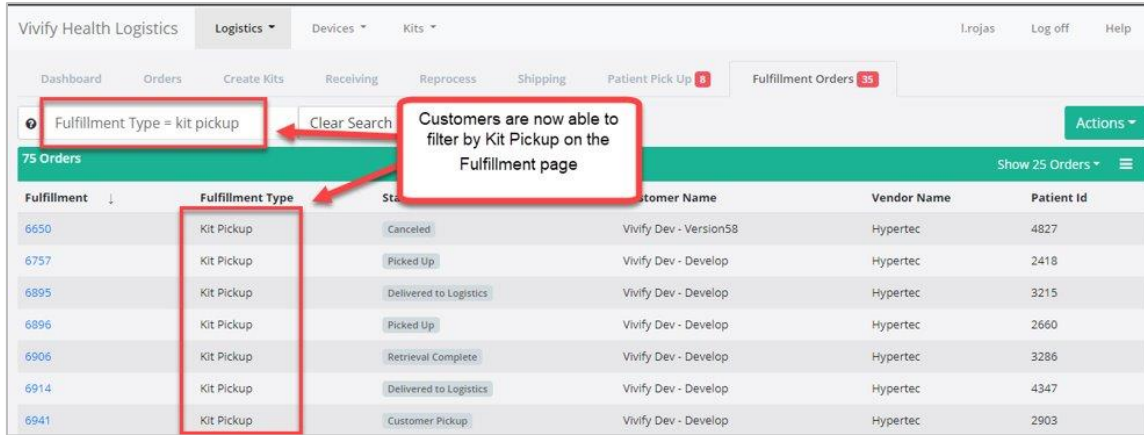 Vivify Health Logistics Logistics Devices Kits l.rojas Log off Help
Dashboard Orders Create Kits Receiving Reprocess Shipping Patient Pick Up 8 Fulfillment Orders 35
Fulfillment Type = kit pickup Clear Search Actions
Customers are now able to
filter by Kit Pickup on the
Fulfillment page
75 Orders Show 25 Orders
Fulfillment ↓ Fulfillment Type Sta stomer Name Vendor Name Patient Id
6650 Kit Pickup Canceled Vivify Dev - Version58 Hypertec 4827
6757 Kit Pickup Picked Up Vivify Dev - Develop Hypertec 2418
6895 Kit Pickup Delivered to Logistics Vivify Dev - Develop Hypertec 3215
6896 Kit Pickup Picked Up Vivify Dev - Develop Hypertec 2660
6906 Kit Pickup Retrieval Complete Vivify Dev - Develop Hypertec 3286
6914 Kit Pickup Delivered to Logistics Vivify Dev - Develop Hypertec 4347
6941 Kit Pickup Customer Pickup Vivify Dev - Develop Hypertec 2903